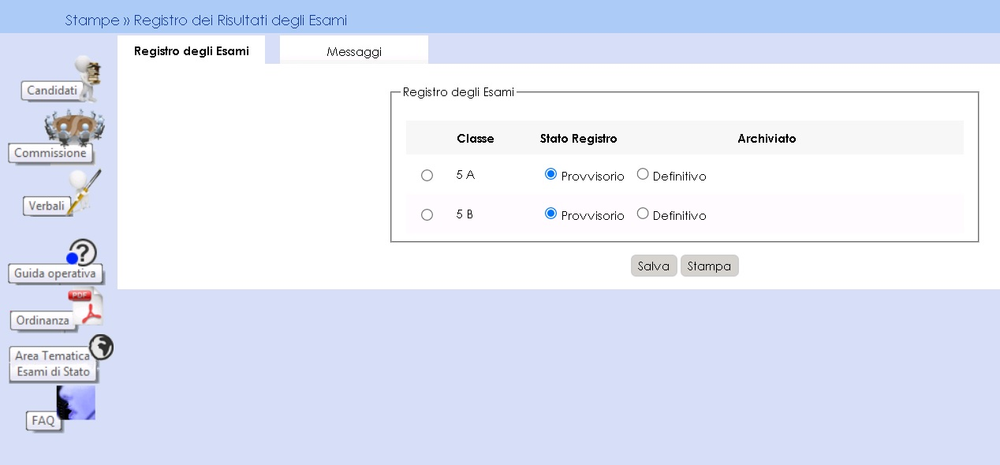 Stampe » Registro dei Risultati degli Esami
Registro degli Esami
Messaggi
Candidati
Commissione
Verbali
Guida operativa
PDF
Ordinanza
Area Tematica
Esami di Stato
FAQ
Registro degli Esami
Classe Stato Registro Archiviato
5 A Provvisorio Definitivo
5 B Provvisorio Definitivo
Salva Stampa